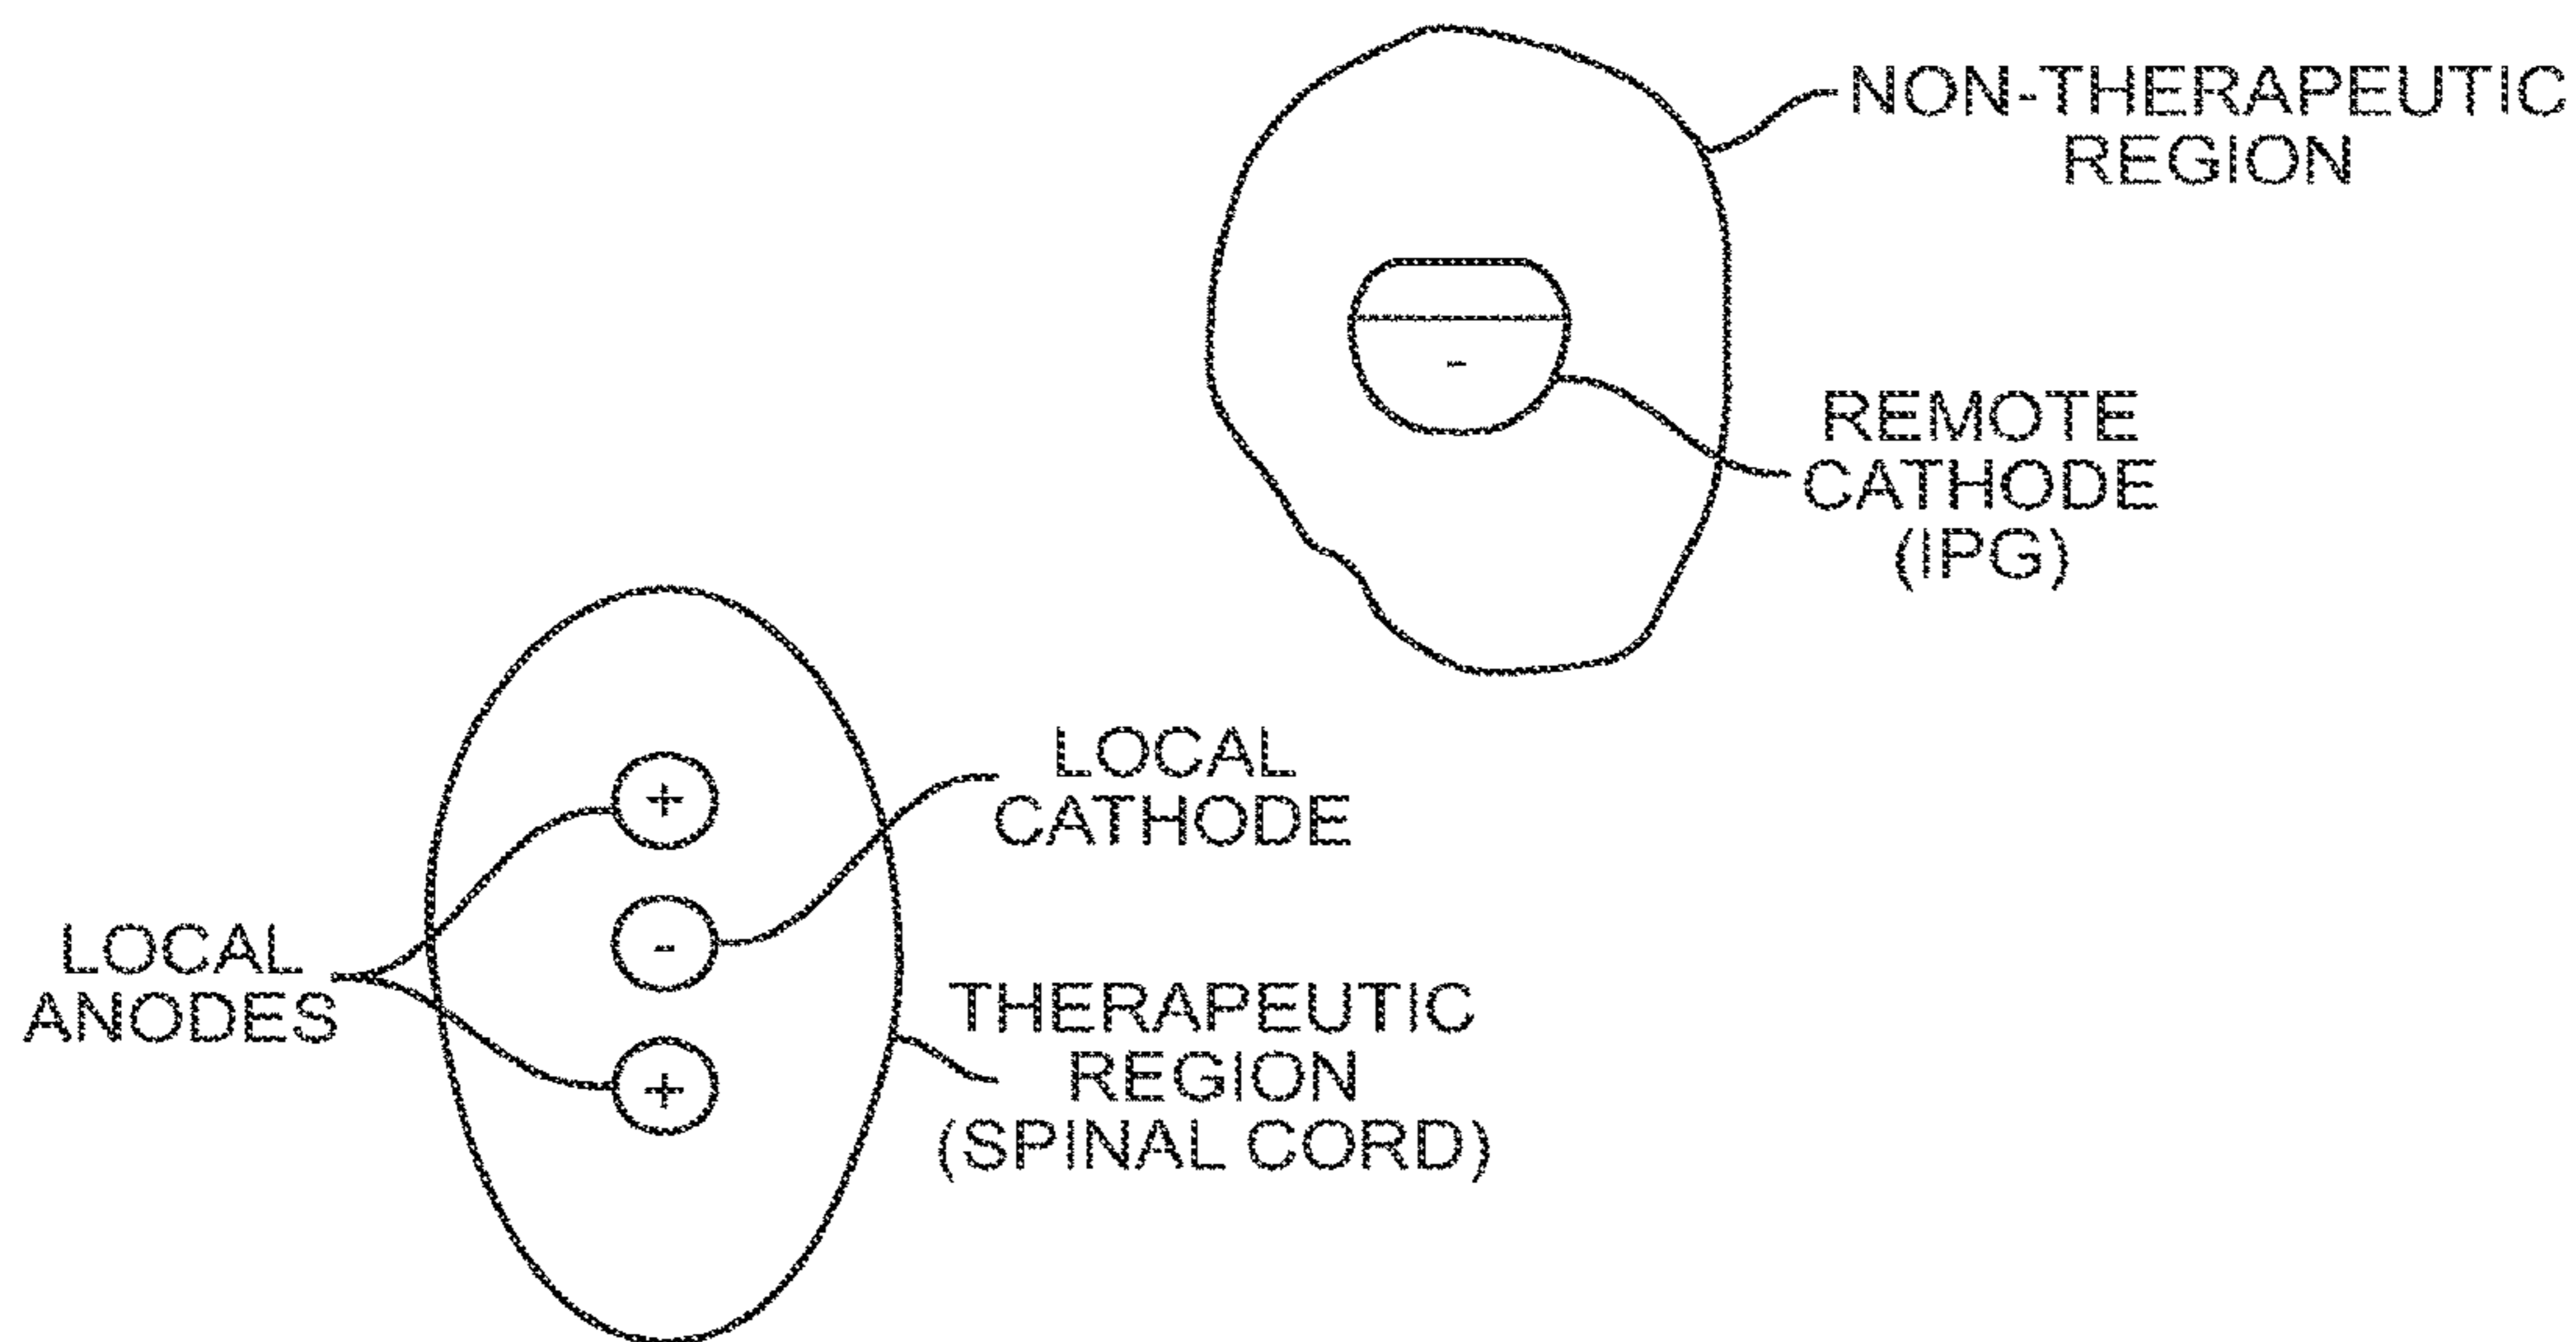 NON-THERAPEUTIC
REGION
-
REMOTE
CATHODE
(IPG)
LOCAL
CATHODE
+
-
+
LOCAL
ANODES
THERAPEUTIC
REGION
(SPINAL CORD)